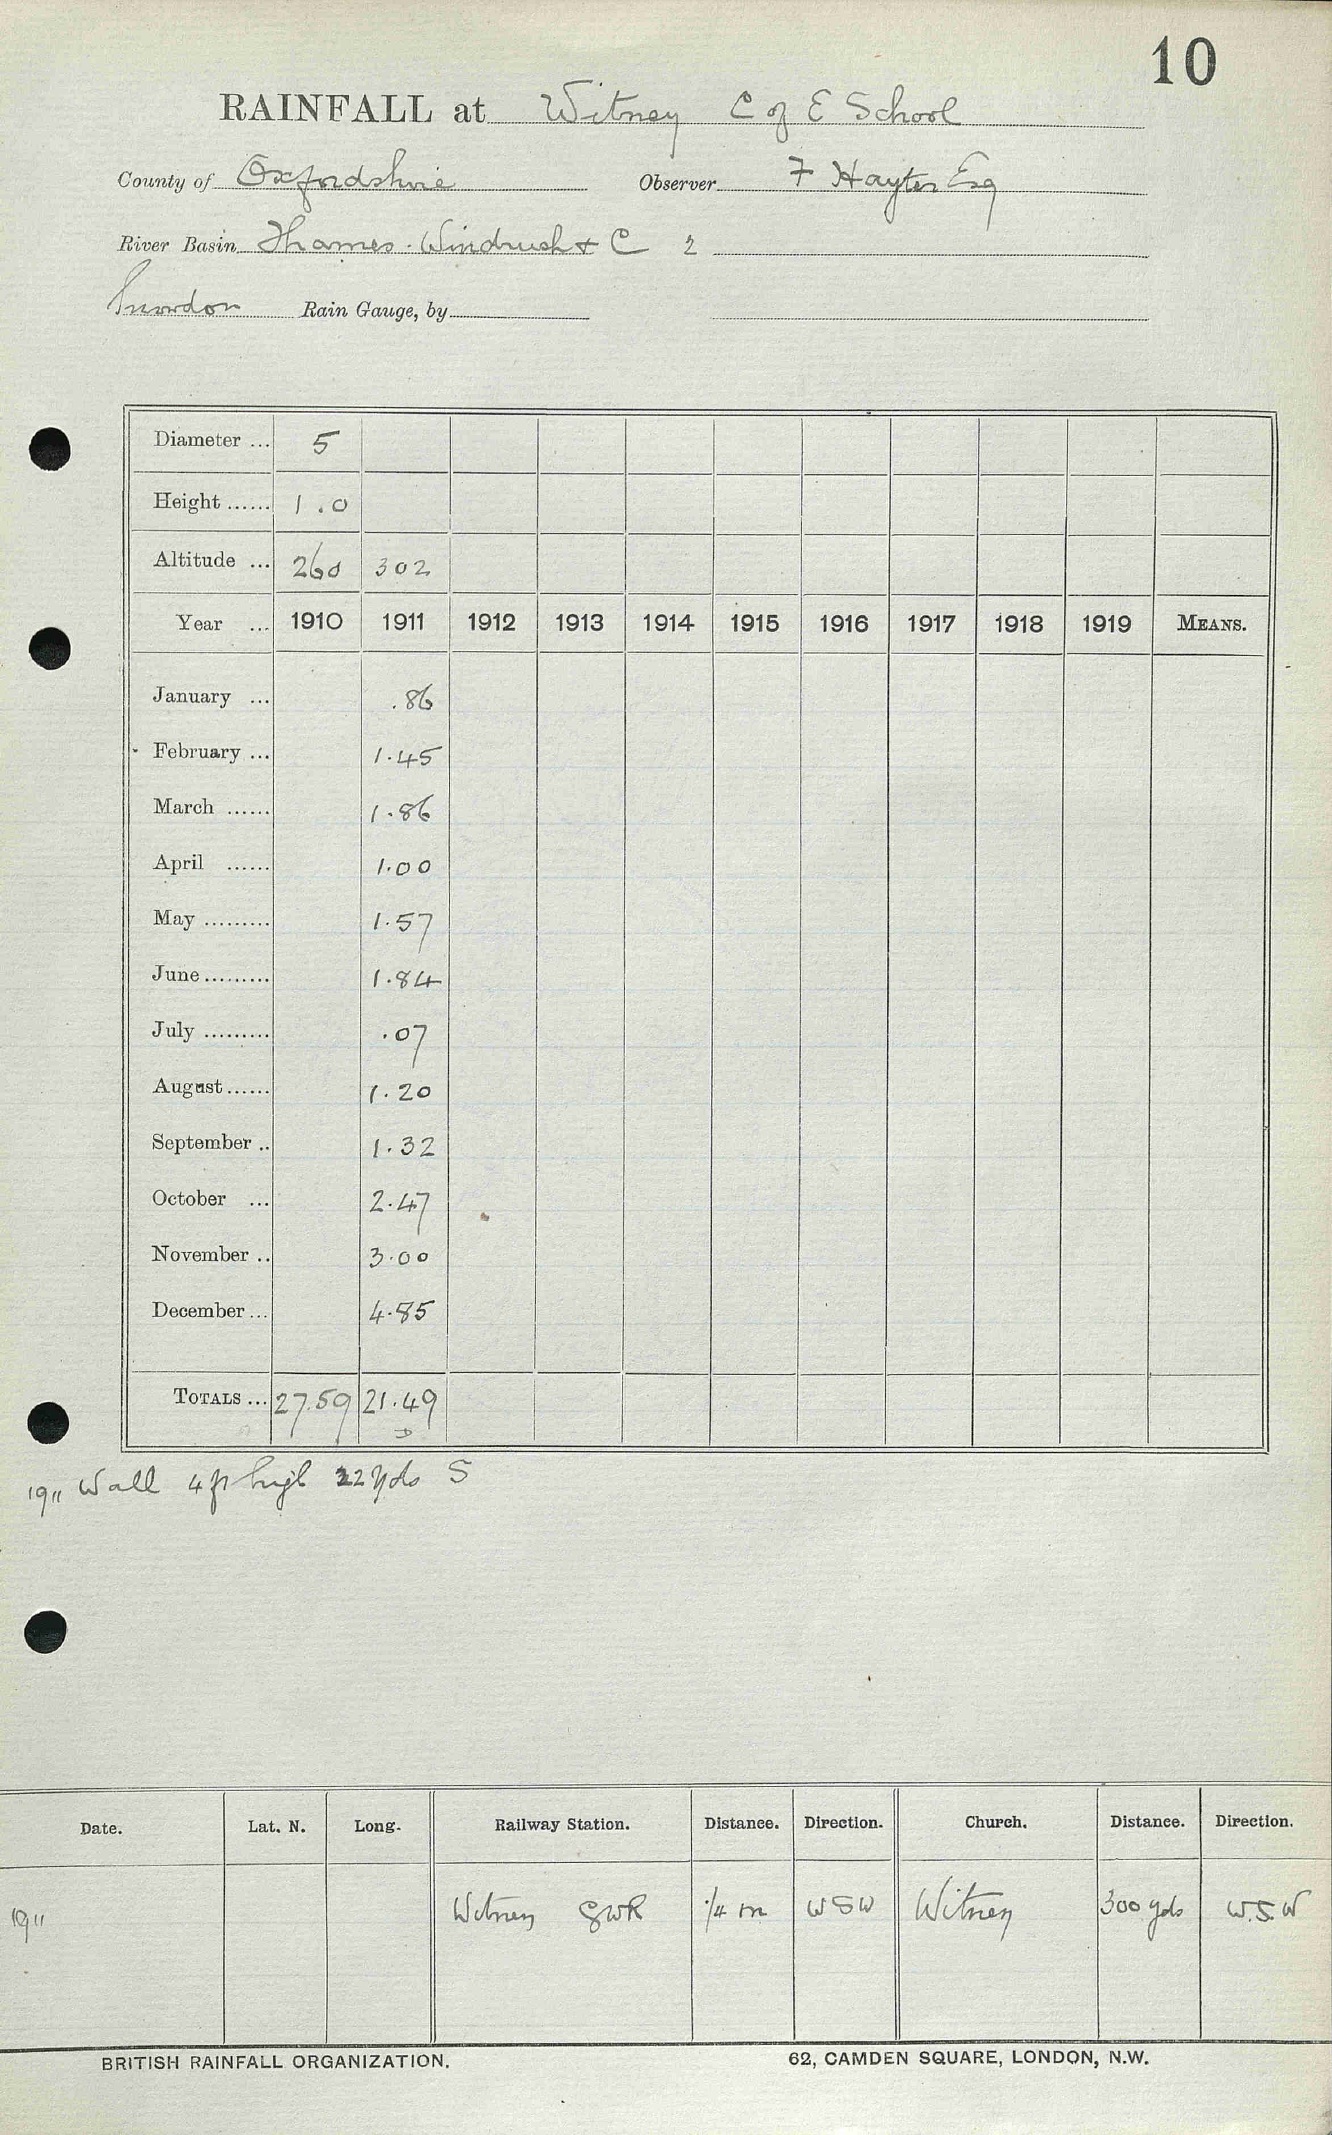 10
RAINFALL at Witney C of E School
County of Oxfordshire Observer F Hayter Esq
River Basin Thames. Windrush + C 2
Snowdon Rain Gauge, by
Diameter ... 5
Height ...... 1.0
Altitude ... 260 302
Year ... 1910 1911 1912 1913 1914 1915 1916 1917 1918 1919 MEANS.
January ... .86
February ... 1.45
March ...... 1.86
April ...... 1.00
May ......... 1.57
June ......... 1.84
July ......... .07
August ...... 1.20
September .. 1.32
October ... 2.47
November .. 3.00
December ... 4.85
TOTALS ... 27.59 21.49
D
1911 Wall 4 ft high 22 yds S
Date. Lat. N. Long. Railway Station. Distance. Direction. Church. Distance. Direction.
1911 Witney GWR 1/4 m WSW Witney 300 yds W.S.W
BRITISH RAINFALL ORGANIZATION. 62, CAMDEN SQUARE, LONDON, N.W.